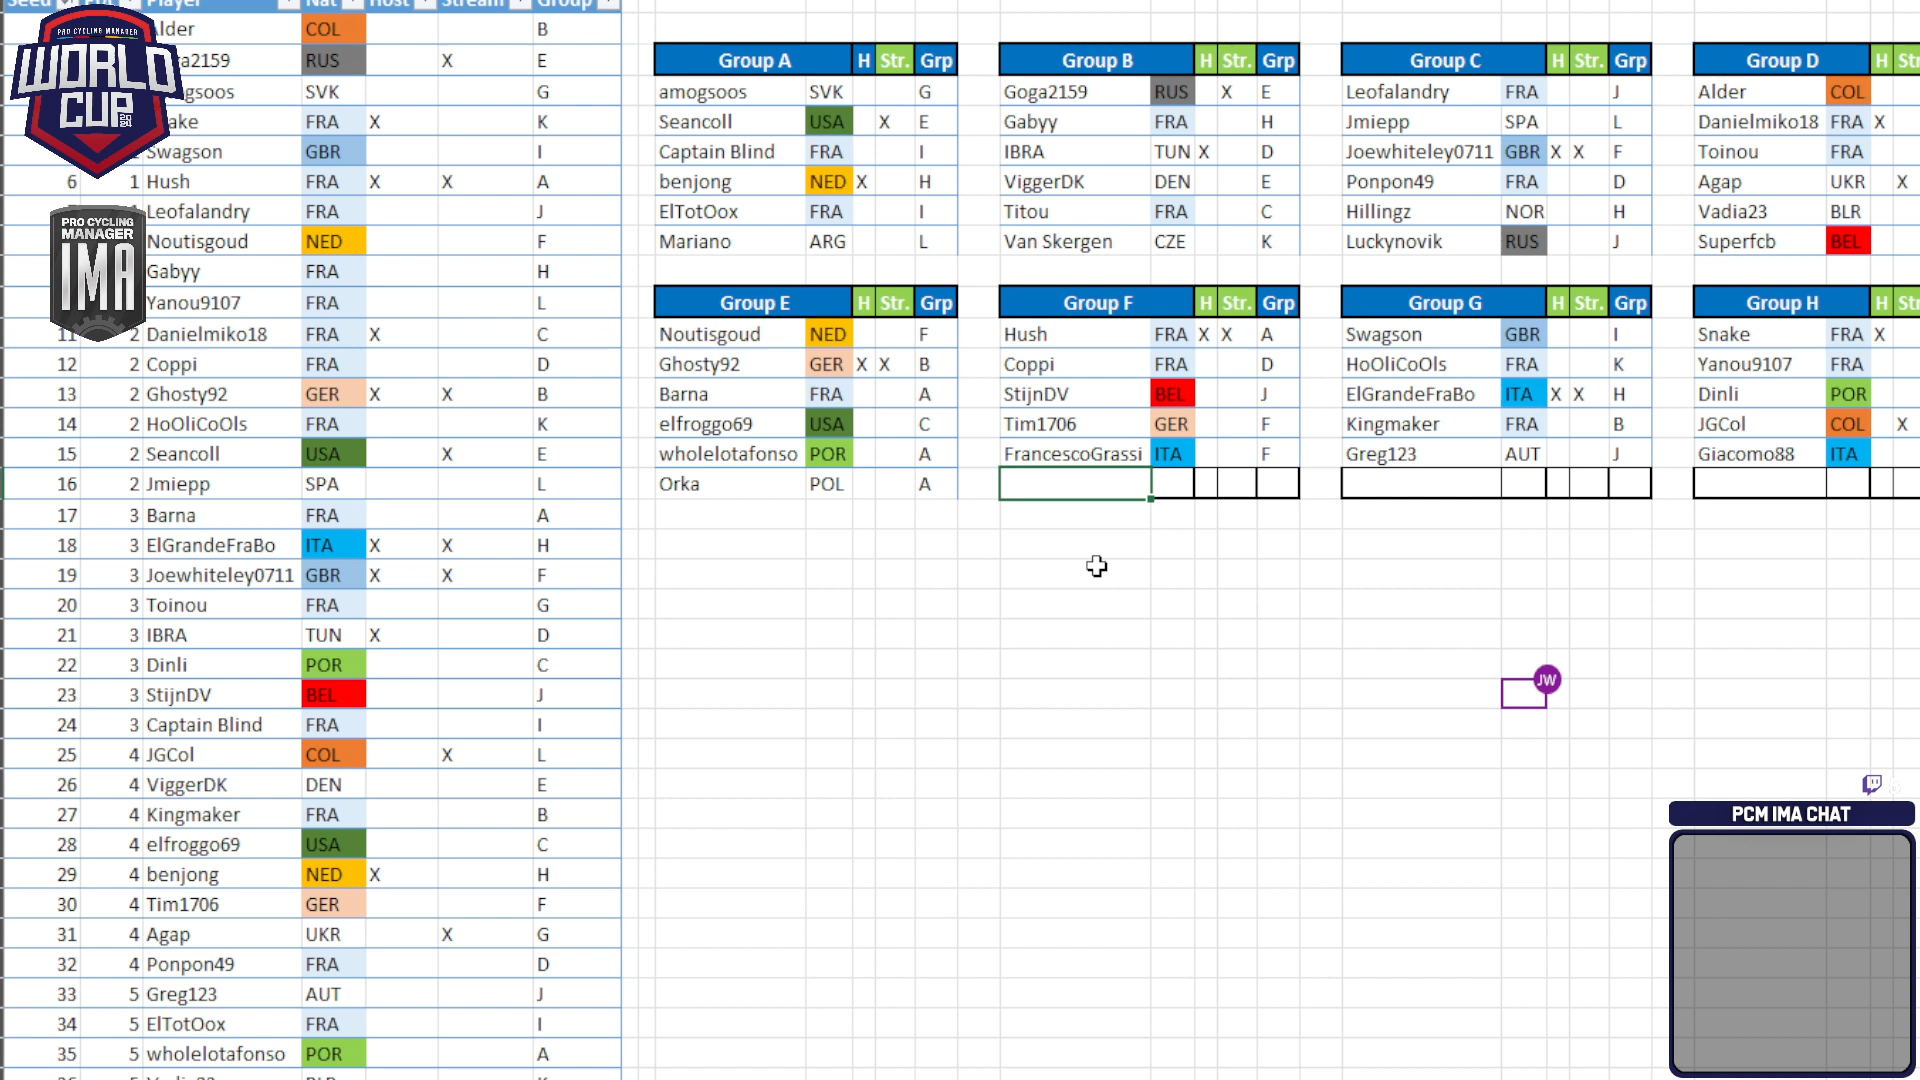 Player Nat Host Stream Group
Alder COL B
RUS X E
SVK G
FRA X K
Swagson GBR I
6 1 Hush FRA X X A
Leofalandry FRA J
Noutisgoud NED F
Gabyy FRA H
Yanou9107 FRA L
11 2 Danielmiko18 FRA X C
12 2 Coppi FRA D
13 2 Ghosty92 GER X X B
14 2 HoOliCoOls FRA K
15 2 Seancoll USA X E
16 2 Jmiepp SPA L
17 3 Barna FRA A
18 3 ElGrandeFraBo ITA X X H
19 3 Joewhiteley0711 GBR X X F
20 3 Toinou FRA G
21 3 IBRA TUN X D
22 3 Dinli POR C
23 3 StijnDV BEL J
24 3 Captain Blind FRA I
25 4 JGCol COL X L
26 4 ViggerDK DEN E
27 4 Kingmaker FRA B
28 4 elfroggo69 USA C
29 4 benjong NED X H
30 4 Tim1706 GER F
31 4 Agap UKR X G
32 4 Ponpon49 FRA D
33 5 Greg123 AUT J
34 5 ElTotOox FRA I
35 5 wholelotafonso POR A
PRO CYCLING MANAGER
WORLD
CUP
PRO CYCLING
MANAGER
IMA
Group A H Str. Grp
amogsoos SVK G
Seancoll USA X E
Captain Blind FRA I
benjong NED X H
ElTotOox FRA I
Mariano ARG L
Group B H Str. Grp
Goga2159 RUS X E
Gabyy FRA H
IBRA TUN X D
ViggerDK DEN E
Titou FRA C
Van Skergen CZE K
Group C H Str. Grp
Leofalandry FRA J
Jmiepp SPA L
Joewhiteley0711 GBR X X F
Ponpon49 FRA D
Hillingz NOR H
Luckynovik RUS J
Group D H Str
Alder COL
Danielmiko18 FRA X
Toinou FRA
Agap UKR X
Vadia23 BLR
Superfcb BEL
Group E H Str. Grp
Noutisgoud NED F
Ghosty92 GER X X B
Barna FRA A
elfroggo69 USA C
wholelotafonso POR A
Orka POL A
Group F H Str. Grp
Hush FRA X X A
Coppi FRA D
StijnDV BEL J
Tim1706 GER F
FrancescoGrassi ITA F
Group G H Str. Grp
Swagson GBR I
HoOliCoOls FRA K
ElGrandeFraBo ITA X X H
Kingmaker FRA B
Greg123 AUT J
Group H H Str
Snake FRA X
Yanou9107 FRA
Dinli POR
JGCol COL X
Giacomo88 ITA
JW
PCM IMA CHAT